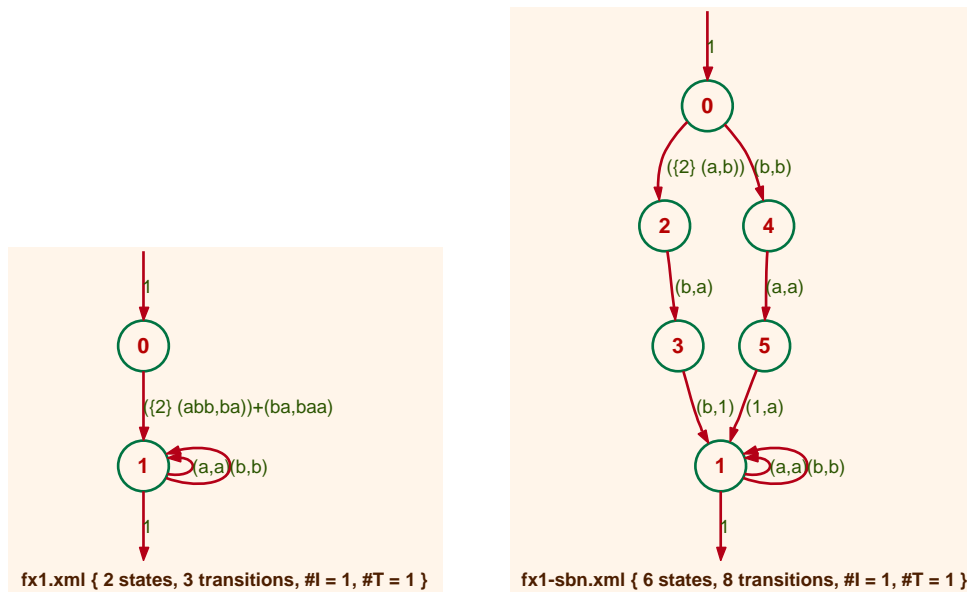 1
0
({2} (abb,ba))+(ba,baa)
1
(a,a)
(b,b)
1
fx1.xml { 2 states, 3 transitions, #I = 1, #T = 1 }
1
0
({2} (a,b))
(b,b)
2
4
(b,a)
(a,a)
3
5
(b,1)
(1,a)
1
(a,a)
(b,b)
1
fx1-sbn.xml { 6 states, 8 transitions, #I = 1, #T = 1 }